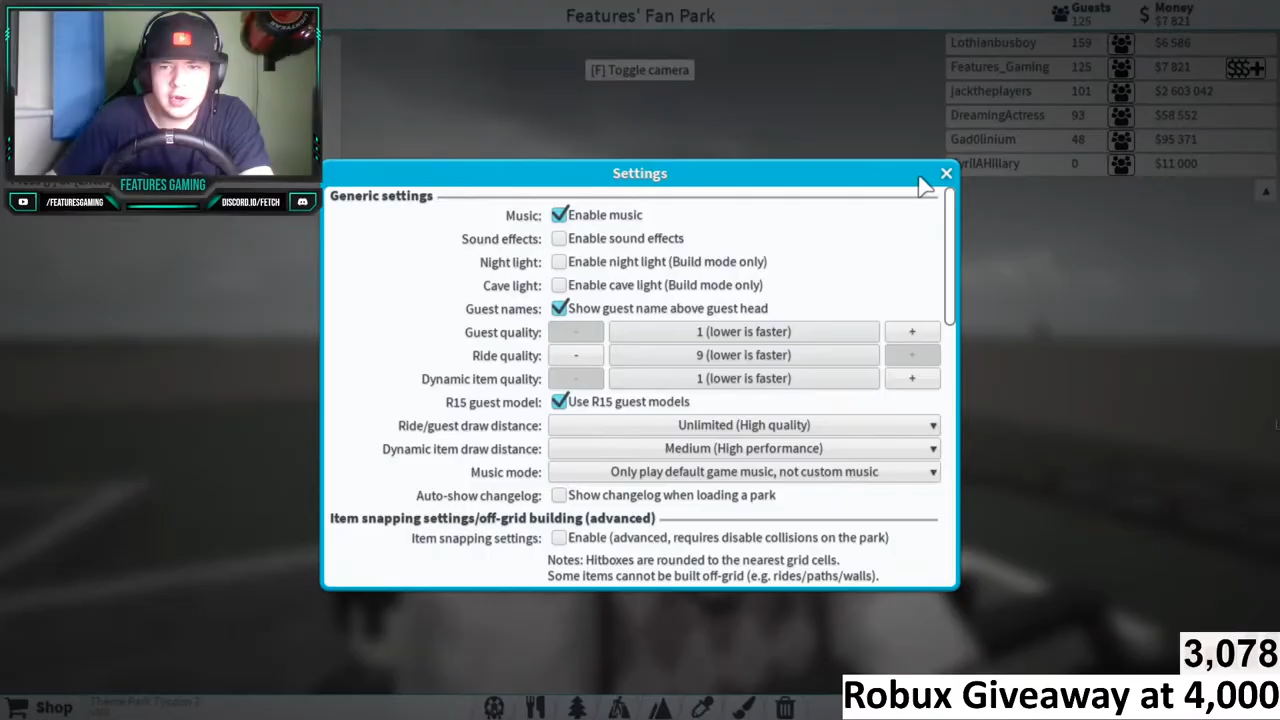 Features' Fan Park
Guests
125
$ Money
$7 821
[F] Toggle camera
Lothianbusboy 159 $6 586
Features_Gaming 125 $7 821 $$$+
Jacktheplayers 101 $2 603 042
DreamingActress 93 $58 552
Gad0linium 48 $95 371
yrilAHillary 0 $11 000
FEATURES GAMING
/FEATURESGAMING
DISCORD.IO/FETCH
Settings
Generic settings
Music: Enable music
Sound effects: Enable sound effects
Night light: Enable night light (Build mode only)
Cave light: Enable cave light (Build mode only)
Guest names: Show guest name above guest head
Guest quality: - 1 (lower is faster) +
Ride quality: - 9 (lower is faster) +
Dynamic item quality: - 1 (lower is faster) +
R15 guest model: Use R15 guest models
Ride/guest draw distance: Unlimited (High quality)
Dynamic item draw distance: Medium (High performance)
Music mode: Only play default game music, not custom music
Auto-show changelog: Show changelog when loading a park
Item snapping settings/off-grid building (advanced)
Item snapping settings: Enable (advanced, requires disable collisions on the park)
Notes: Hitboxes are rounded to the nearest grid cells.
Some items cannot be built off-grid (e.g. rides/paths/walls).
3,078
Robux Giveaway at 4,000
Shop
Theme Park Tycoon 2